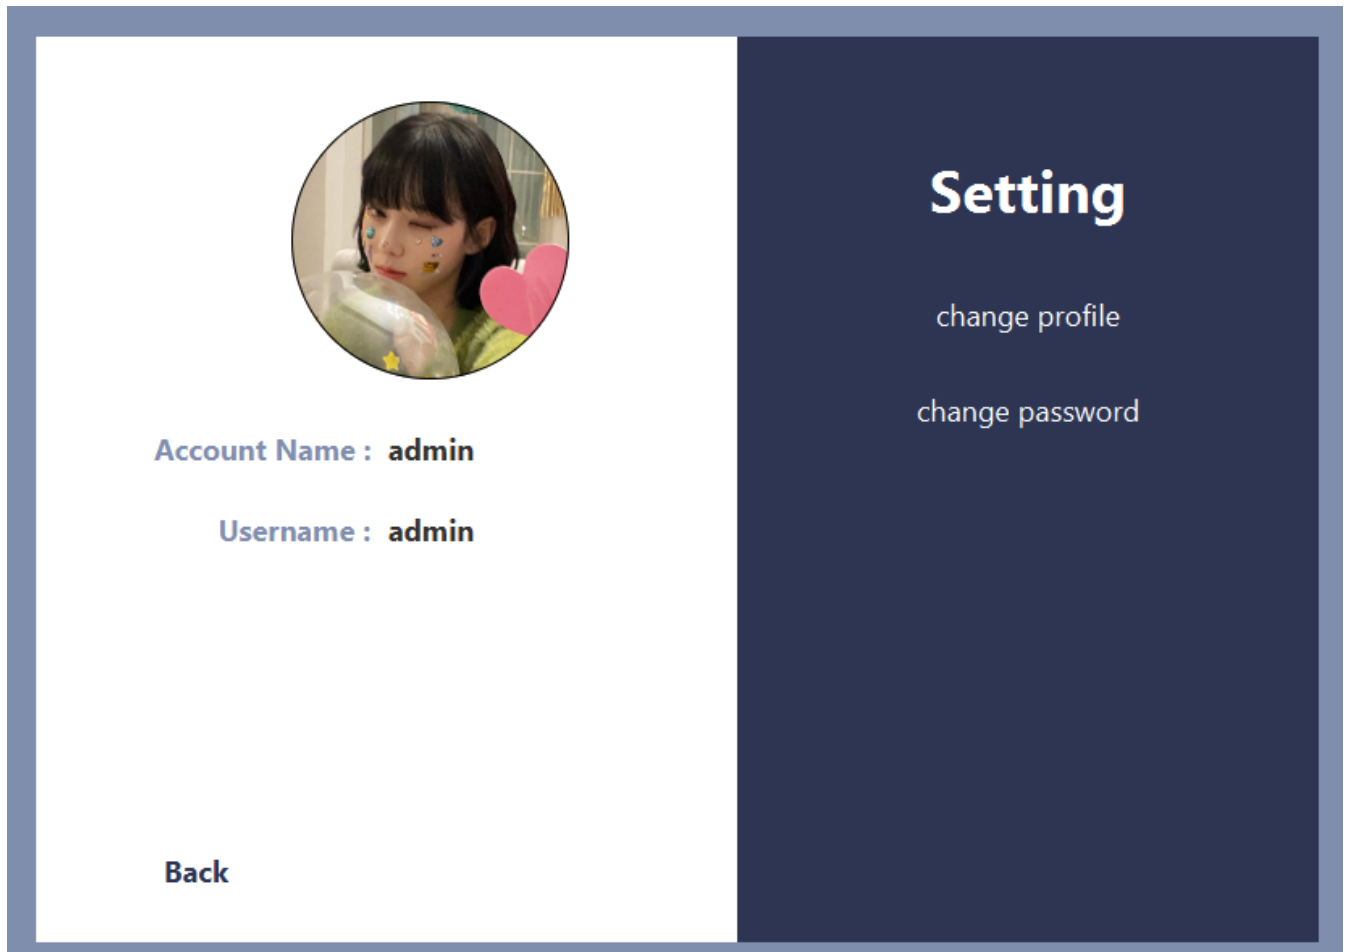 Account Name : admin
Username : admin
Back
Setting
change profile
change password